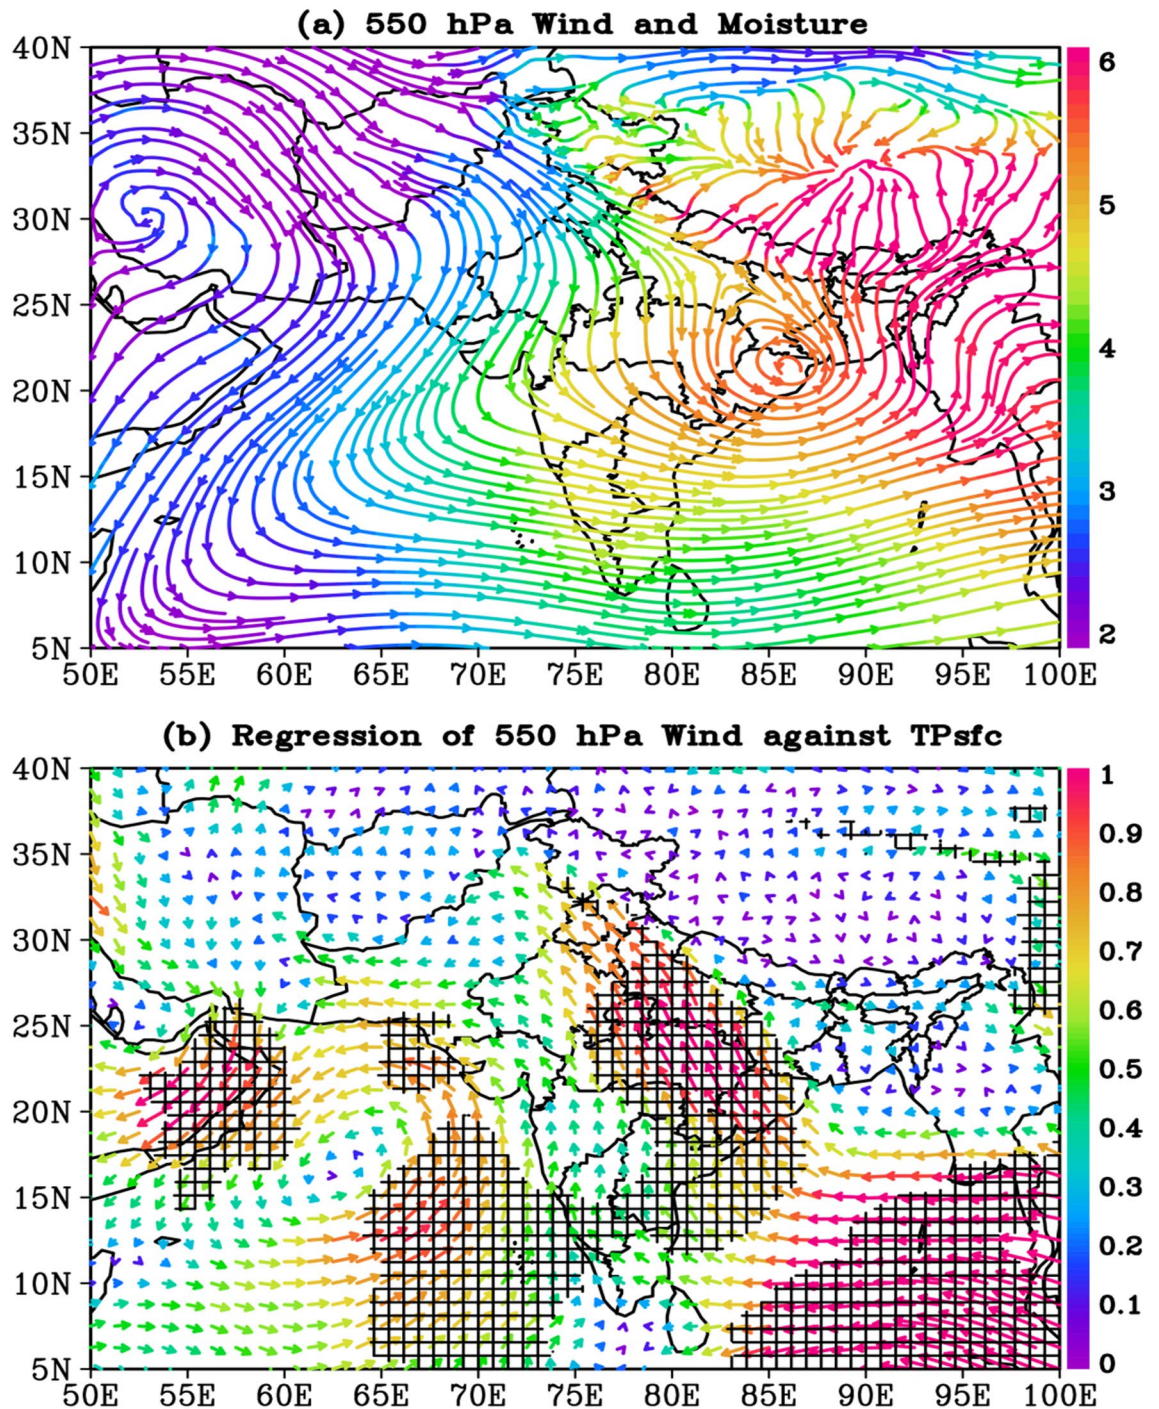 (a) 550 hPa Wind and Moisture
40N
35N
30N
25N
20N
15N
10N
5N
50E 55E 60E 65E 70E 75E 80E 85E 90E 95E 100E
6
5
4
3
2
(b) Regression of 550 hPa Wind against TPsfc
40N
35N
30N
25N
20N
15N
10N
5N
50E 55E 60E 65E 70E 75E 80E 85E 90E 95E 100E
1
0.9
0.8
0.7
0.6
0.5
0.4
0.3
0.2
0.1
0